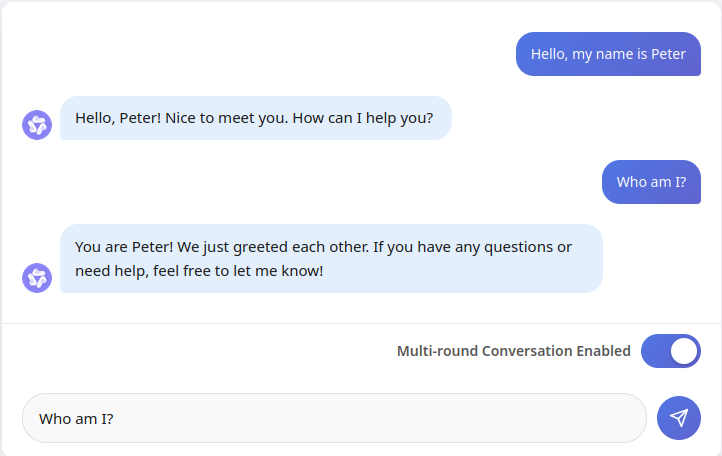 Hello, my name is Peter
Hello, Peter! Nice to meet you. How can I help you?
Who am I?
You are Peter! We just greeted each other. If you have any questions or
need help, feel free to let me know!
Multi-round Conversation Enabled
Who am I?